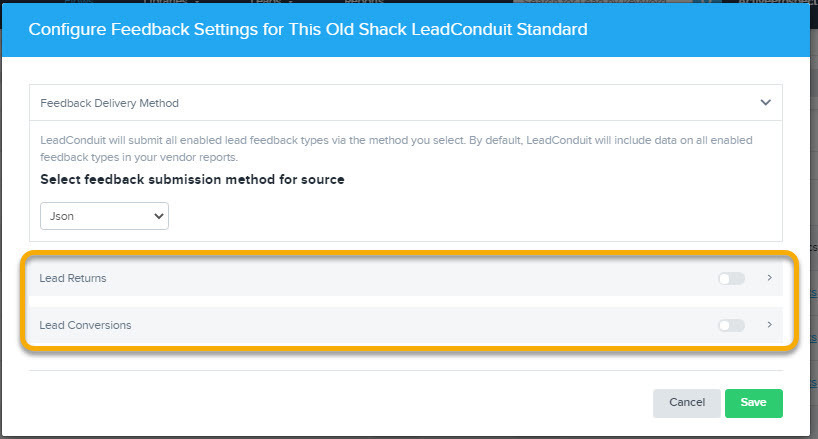 Configure Feedback Settings for This Old Shack LeadConduit Standard
Feedback Delivery Method
LeadConduit will submit all enabled lead feedback types via the method you select. By default, LeadConduit will include data on all enabled
feedback types in your vendor reports.
Select feedback submission method for source
Json
Lead Returns
Lead Conversions
Cancel
Save